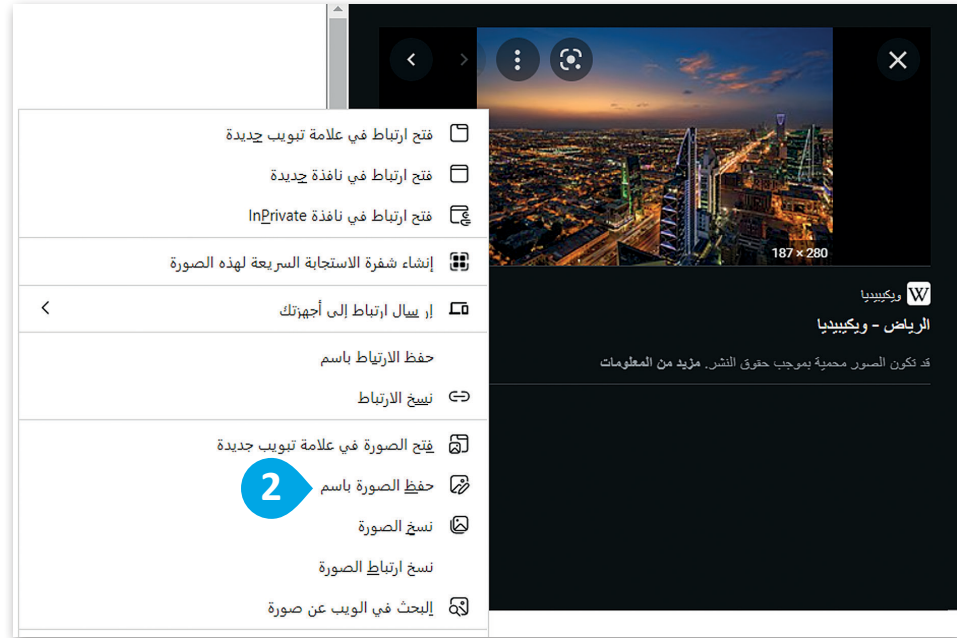 فتح ارتباط في علامة تبويب جديدة
فتح ارتباط في نافذة جديدة
فتح ارتباط في نافذة InPrivate
إنشاء شفرة الاستجابة السريعة لهذه الصورة
إرسال ارتباط إلى أجهزتك
حفظ الارتباط باسم
نسخ الارتباط
فتح الصورة في علامة تبويب جديدة
حفظ الصورة باسم
2
نسخ الصورة
نسخ ارتباط الصورة
البحث في الويب عن صورة
187 × 280
W ويكيبيديا
الرياض - ويكيبيديا
قد تكون الصور محمية بموجب حقوق النشر. مزيد من المعلومات